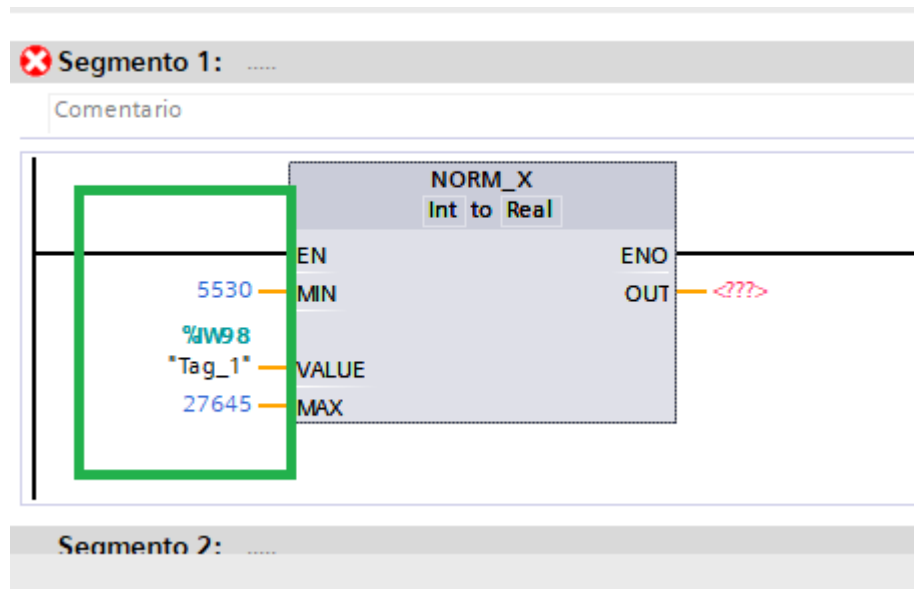 Segmento 1: .....
Comentario
NORM_X
Int to Real
EN ENO
5530 MIN OUT <???>
%IW98
"Tag_1" VALUE
27645 MAX
Segmento 2: .....